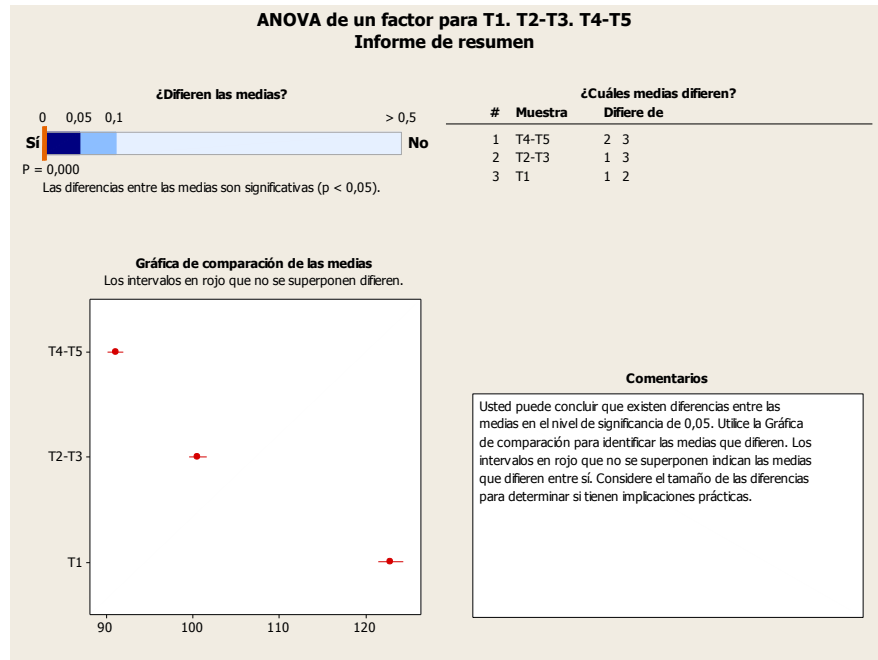 ANOVA de un factor para T1. T2-T3. T4-T5
Informe de resumen
¿Difieren las medias?
0 0,05 0,1 > 0,5
Sí No
P = 0,000
Las diferencias entre las medias son significativas (p < 0,05).
¿Cuáles medias difieren?
# Muestra Difiere de
1 T4-T5 2 3
2 T2-T3 1 3
3 T1 1 2
Gráfica de comparación de las medias
Los intervalos en rojo que no se superponen difieren.
T4-T5
T2-T3
T1
90 100 110 120
Comentarios
Usted puede concluir que existen diferencias entre las
medias en el nivel de significancia de 0,05. Utilice la Gráfica
de comparación para identificar las medias que difieren. Los
intervalos en rojo que no se superponen indican las medias
que difieren entre sí. Considere el tamaño de las diferencias
para determinar si tienen implicaciones prácticas.